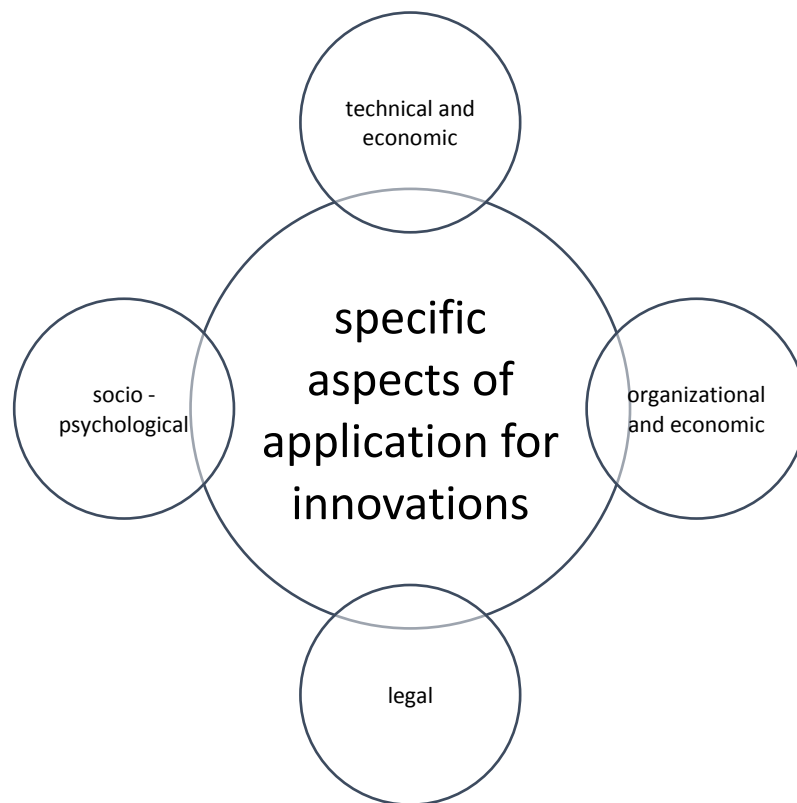 technical and
economic
specific
aspects of
application for
innovations
socio -
psychological
organizational
and economic
legal